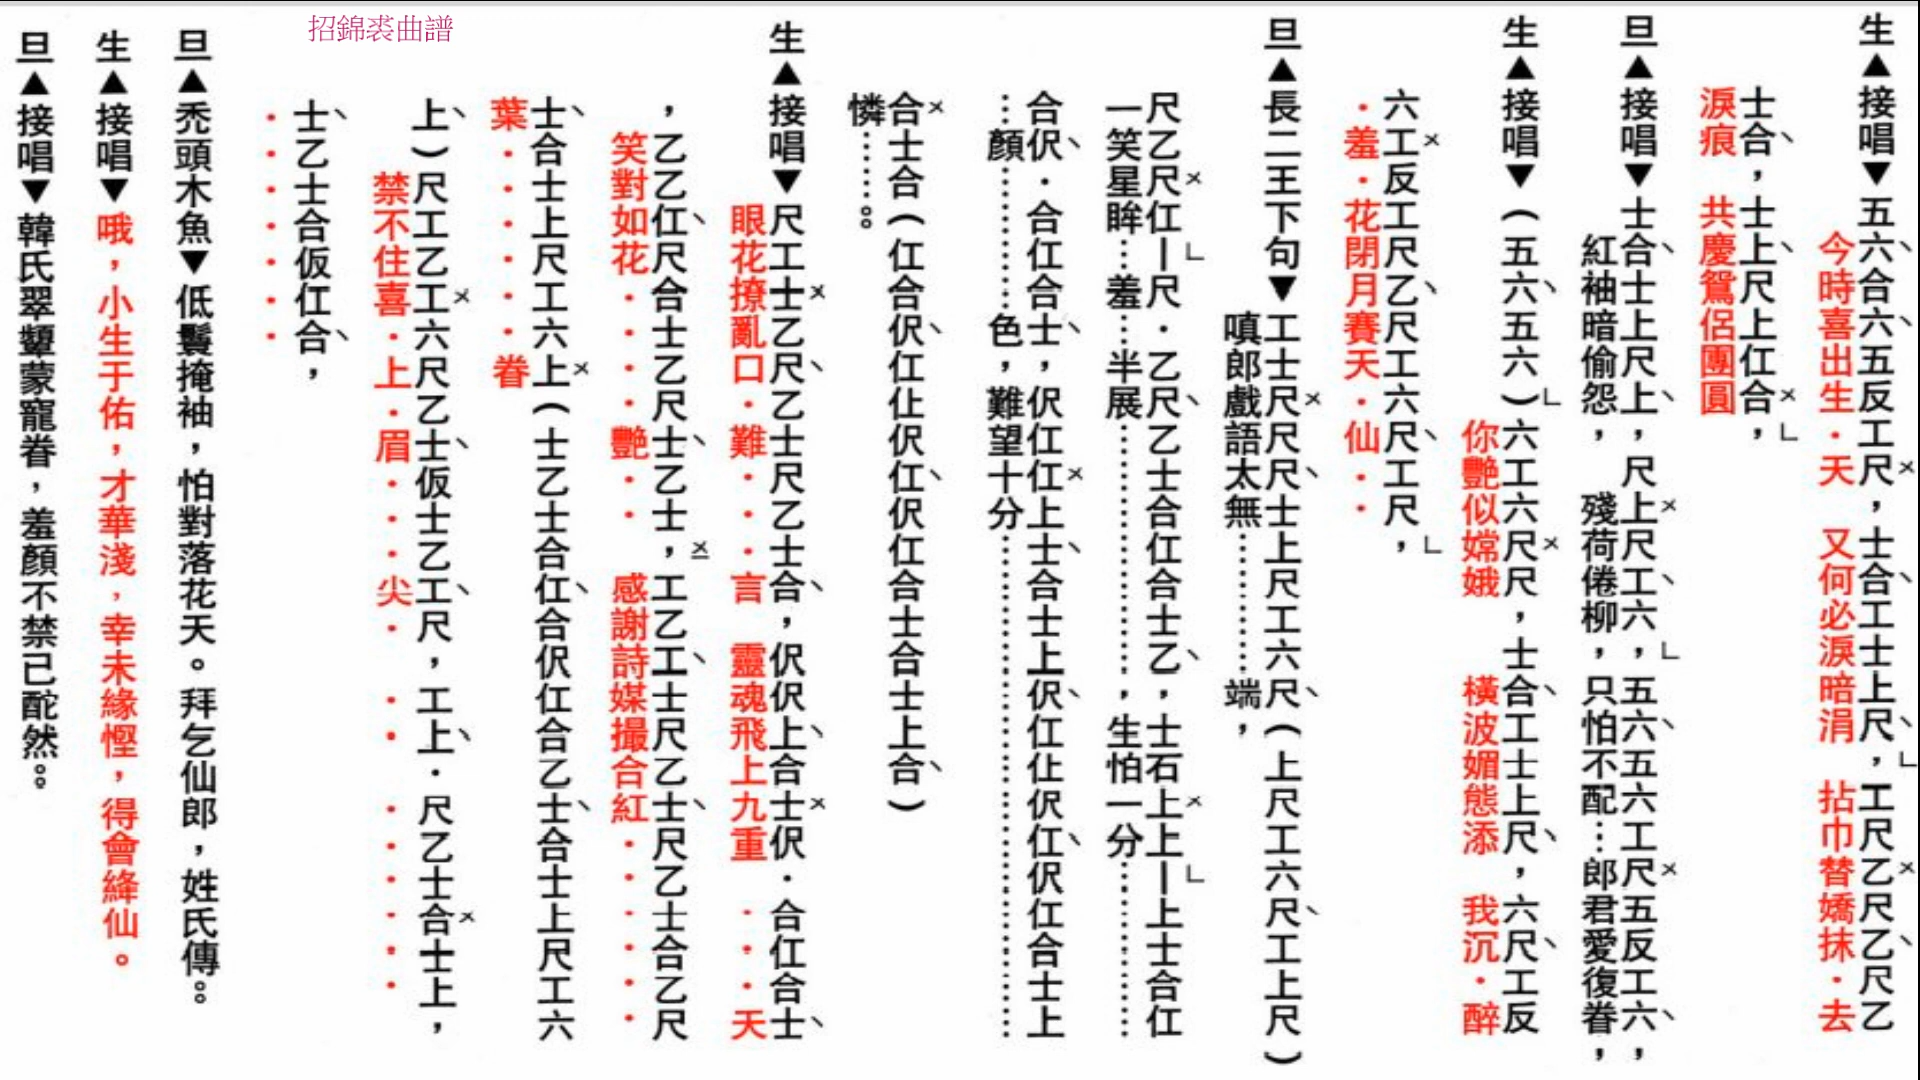 招錦裘曲譜
生▲接唱▼五六合六五反工尺，士合工士上尺，工尺乙尺乙尺乙
今時喜出生．天 又何必淚暗涓 拈巾替嬌抹．去
士合，士上尺上仜合，
淚痕 共慶鴛侶團圓
旦▲接唱▼士合士上尺上，尺上尺工六，五六五六工尺五反工六，
紅袖暗偷怨， 殘荷倦柳，只怕不配…郎君愛復眷，
生▲接唱▼（五六五六）六工六尺尺，士合工士上尺，六尺工反
你艷似嫦娥 橫波媚態添 我沉．醉
六工反工尺乙尺工六尺工尺，
．羞．花閉月賽天．仙．．
旦▲長二王下句▼工士尺尺尺士上尺工六尺（上尺工六尺工上尺）
嗔郎戲語太無…………端，
尺乙尺仜｜尺．乙尺乙士合仜合士乙，士石上上｜上士合仜
一笑星眸…羞…半展……………………，生怕一分……………
合伬．合仜合士，伬仜仜上士合士上伬仜仩伬仜伬仜合士上
…顏……………色，難望十分………………………………………
合士合（仜合伬仜仩伬仜伬仜合士合士上合）
憐………。
生▲接唱▼尺工士乙尺乙士尺乙士合，伬伬上合士伬．合仜合士
眼花撩亂口．難．．．言 靈魂飛上九重 ．．．天
，乙乙仜尺合士乙尺士乙士，工乙工士尺乙士尺乙士合乙尺
笑對如花．．．．艷．．感謝詩媒撮合紅．．．．．．
士合士上尺工六上（士乙士合仜合伬仜合乙士合士上尺工六
葉．．．．．．眷
上）尺工乙工六尺乙士仮士乙工尺，工上．尺乙士合士上，
禁不住喜．上．眉．．．尖．．．．．．．．．
士乙士合仮仜合，
．．．．．．．
旦▲禿頭木魚▼低鬟掩袖，怕對落花天。拜乞仙郎，姓氏傳。
生▲接唱▼哦，小生于佑，才華淺，幸未緣慳，得會絳仙。
旦▲接唱▼韓氏翠顰蒙寵眷，羞顏不禁已酡然。